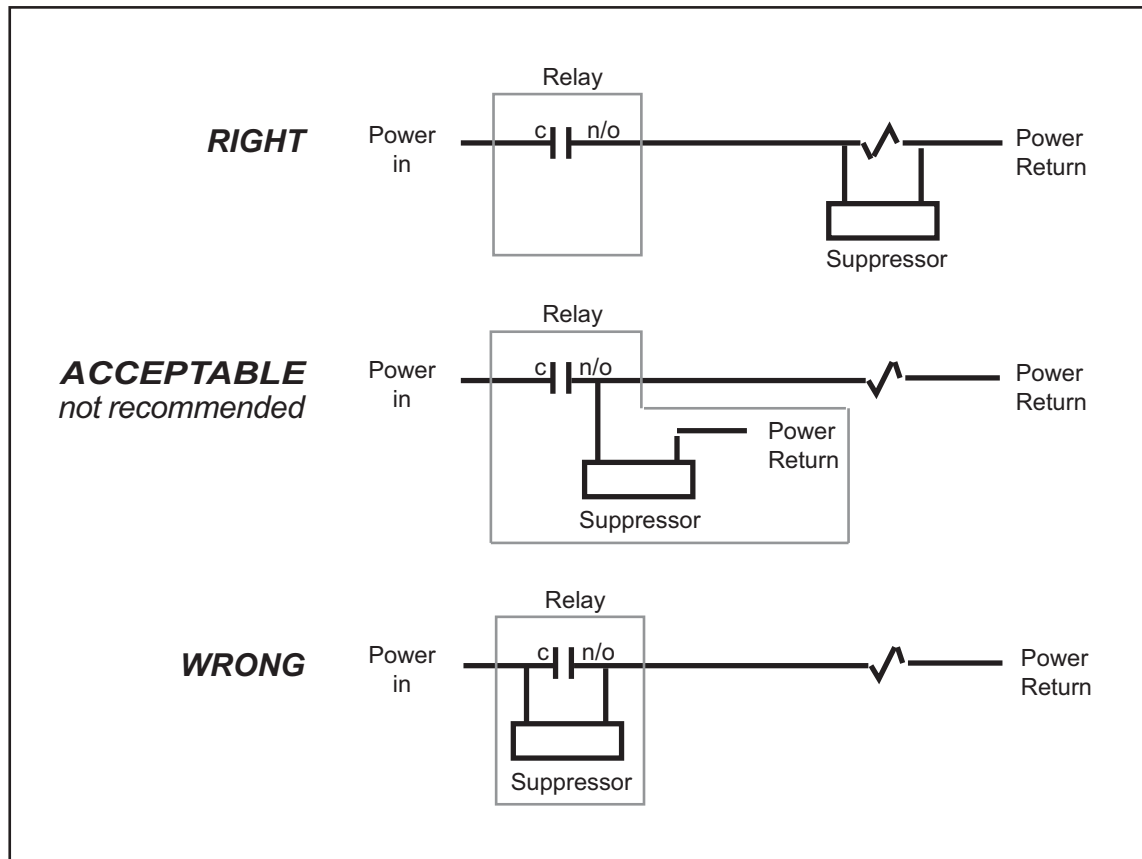 Relay
RIGHT
Power
in
c
n/o
Power
Return
Suppressor
Relay
ACCEPTABLE
not recommended
Power
in
c
n/o
Power
Return
Power
Return
Suppressor
Relay
WRONG
Power
in
c
n/o
Power
Return
Suppressor